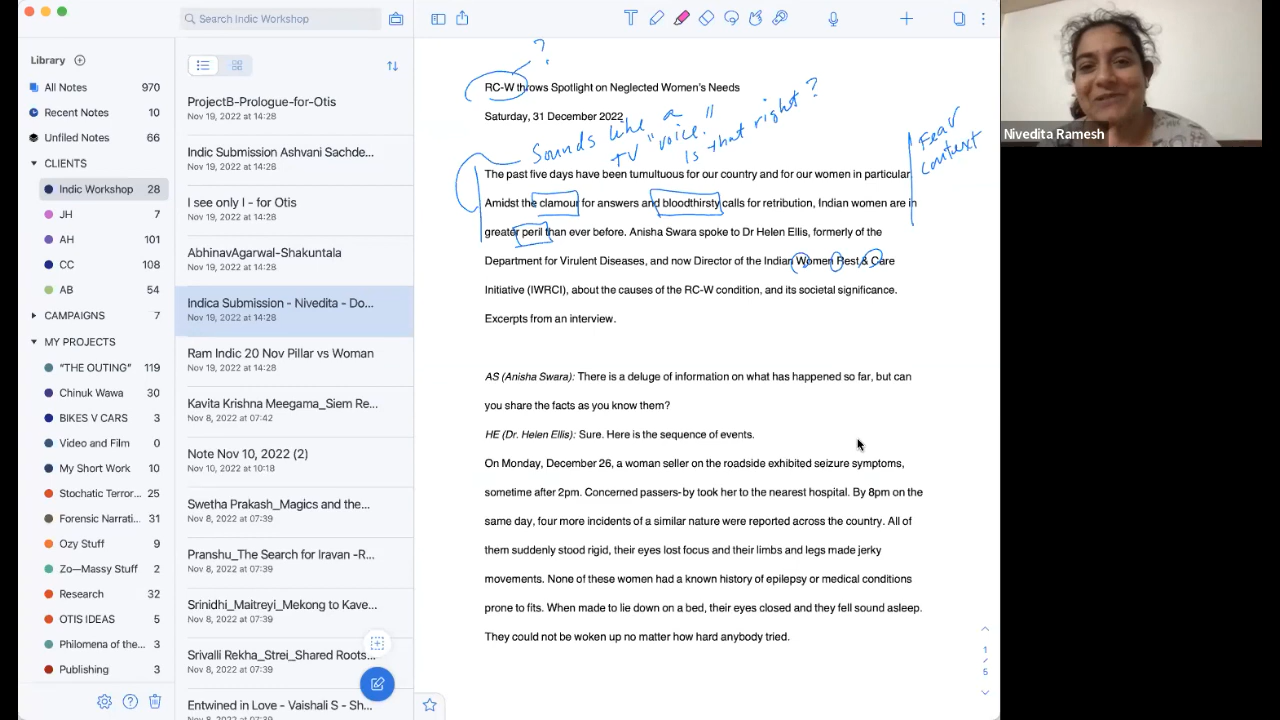 Search Indic Workshop
Library
All Notes 970
Recent Notes 10
Unfiled Notes 66
CLIENTS
Indic Workshop 28
JH 7
AH 101
CC 108
AB 54
CAMPAIGNS 7
MY PROJECTS
"THE OUTING" 119
Chinuk Wawa 30
BIKES V CARS 3
Video and Film 0
My Short Work 10
Stochatic Terror... 25
Forensic Narrati... 31
Ozy Stuff 9
Zo—Massy Stuff 2
Research 32
OTIS IDEAS 5
Philomena of the... 3
Publishing 3
ProjectB-Prologue-for-Otis
Nov 19, 2022 at 14:28
Indic Submission Ashvani Sachde...
Nov 19, 2022 at 14:28
I see only I - for Otis
Nov 19, 2022 at 14:28
AbhinavAgarwal-Shakuntala
Nov 19, 2022 at 14:28
Indica Submission - Nivedita - Do...
Nov 19, 2022 at 14:28
Ram Indic 20 Nov Pillar vs Woman
Nov 19, 2022 at 14:28
Kavita Krishna Meegama_Siem Re...
Nov 8, 2022 at 07:42
Note Nov 10, 2022 (2)
Nov 10, 2022 at 10:18
Swetha Prakash_Magics and the...
Nov 8, 2022 at 07:39
Pranshu_The Search for Iravan -R...
Nov 8, 2022 at 07:39
Srinidhi_Maitreyi_Mekong to Kave...
Nov 8, 2022 at 07:39
Srivalli Rekha_Strei_Shared Roots...
Nov 8, 2022 at 07:39
Entwined in Love - Vaishali S - Sh...
?
RC-W throws Spotlight on Neglected Women's Needs
Saturday, 31 December 2022
Sounds like a
TV "voice."
Is that right?
Fear
context
The past five days have been tumultuous for our country and for our women in particular.
Amidst the clamour for answers and bloodthirsty calls for retribution, Indian women are in
greater peril than ever before. Anisha Swara spoke to Dr Helen Ellis, formerly of the
Department for Virulent Diseases, and now Director of the Indian Women Rest & Care
Initiative (IWRCI), about the causes of the RC-W condition, and its societal significance.
Excerpts from an interview.
AS (Anisha Swara): There is a deluge of information on what has happened so far, but can
you share the facts as you know them?
HE (Dr. Helen Ellis): Sure. Here is the sequence of events.
On Monday, December 26, a woman seller on the roadside exhibited seizure symptoms,
sometime after 2pm. Concerned passers-by took her to the nearest hospital. By 8pm on the
same day, four more incidents of a similar nature were reported across the country. All of
them suddenly stood rigid, their eyes lost focus and their limbs and legs made jerky
movements. None of these women had a known history of epilepsy or medical conditions
prone to fits. When made to lie down on a bed, their eyes closed and they fell sound asleep.
They could not be woken up no matter how hard anybody tried.
1
/
5
Nivedita Ramesh